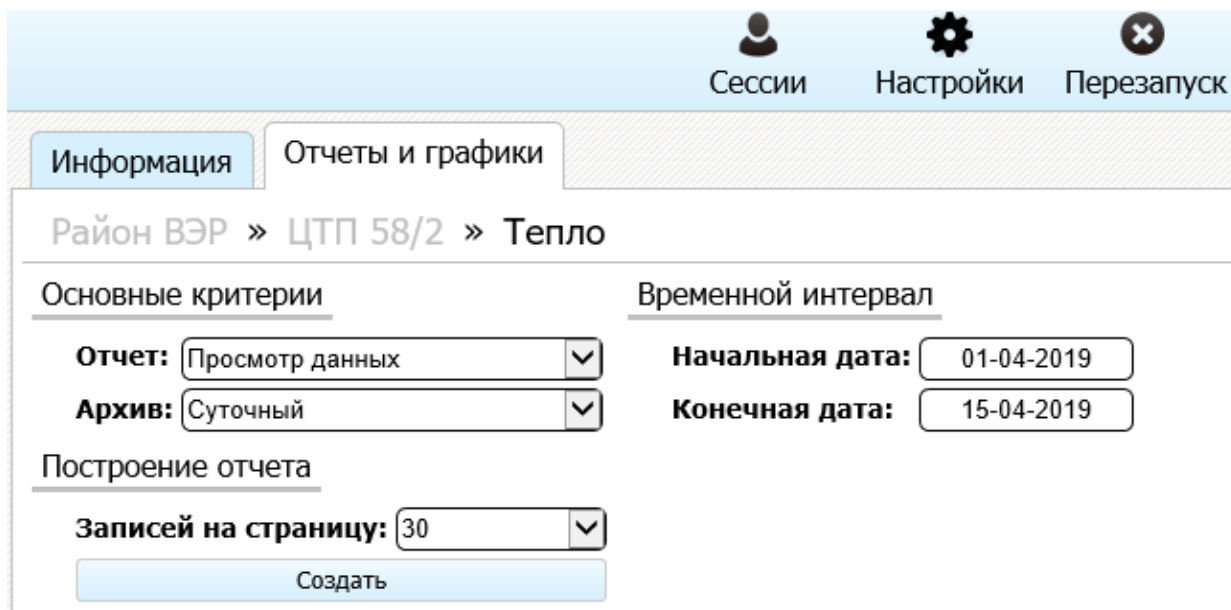 Сессии Настройки Перезапуск
Информация Отчеты и графики
Район ВЭР » ЦТП 58/2 » Тепло
Основные критерии Временной интервал
Отчет: Просмотр данных Начальная дата: 01-04-2019
Архив: Суточный Конечная дата: 15-04-2019
Построение отчета
Записей на страницу: 30
Создать